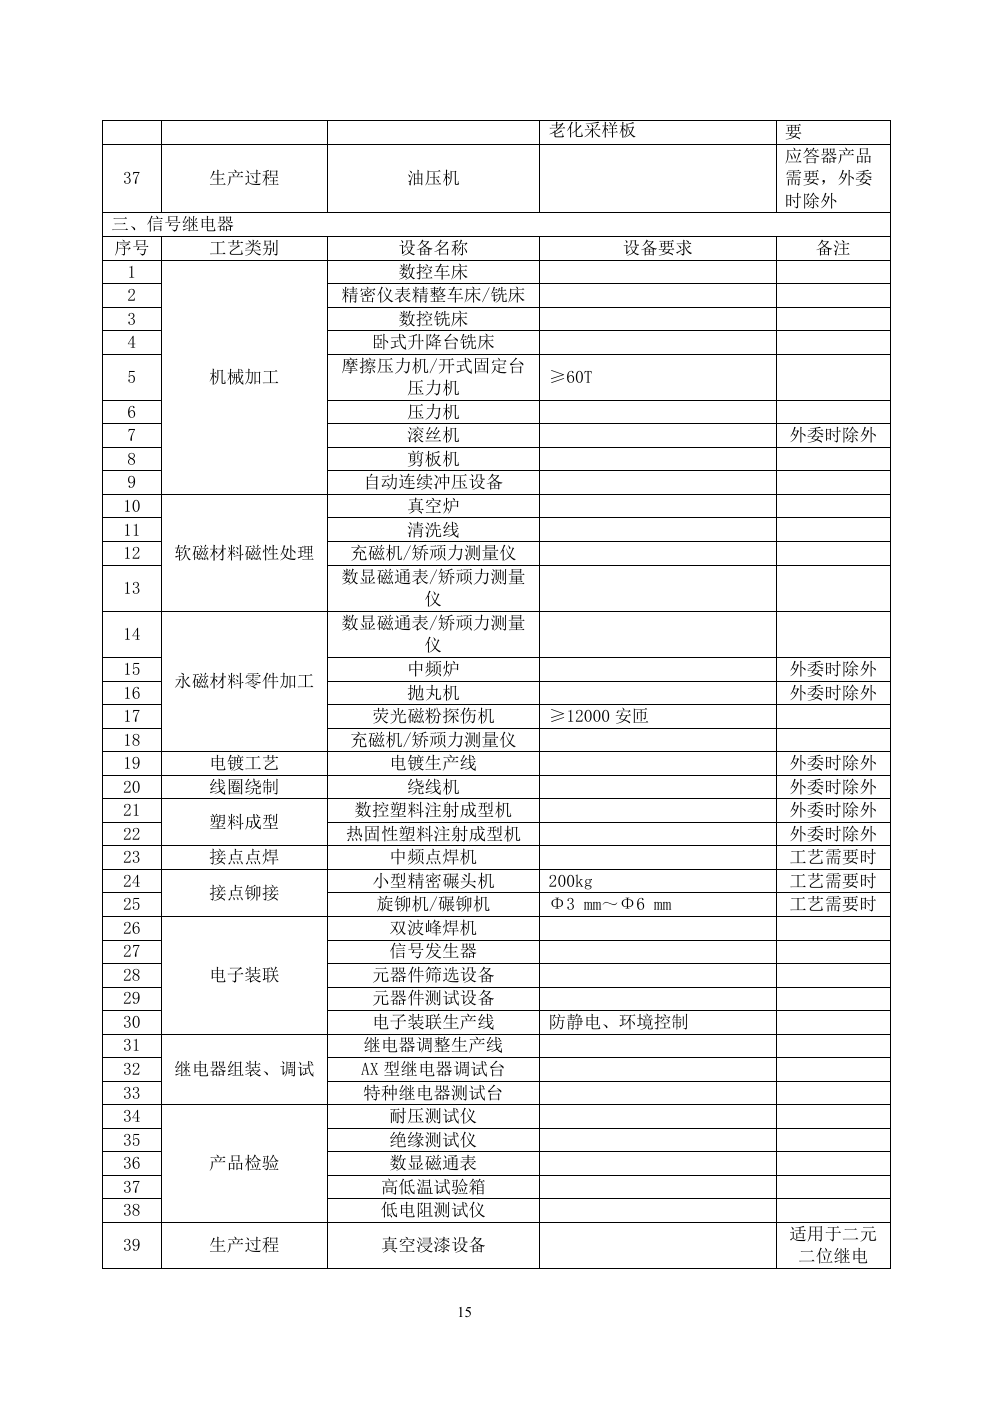 老化采样板 要
37 生产过程 油压机 应答器产品
需要，外委
时除外
三、信号继电器
序号 工艺类别 设备名称 设备要求 备注
1 数控车床
2 精密仪表精整车床/铣床
3 数控铣床
4 卧式升降台铣床
5 机械加工 摩擦压力机/开式固定台
压力机 ≥60T
6 压力机
7 滚丝机 外委时除外
8 剪板机
9 自动连续冲压设备
10 真空炉
11 清洗线
12 软磁材料磁性处理 充磁机/矫顽力测量仪
13 数显磁通表/矫顽力测量
仪
14 数显磁通表/矫顽力测量
仪
15 中频炉 外委时除外
永磁材料零件加工
16 抛丸机 外委时除外
17 荧光磁粉探伤机 ≥12000 安匝
18 充磁机/矫顽力测量仪
19 电镀工艺 电镀生产线 外委时除外
20 线圈绕制 绕线机 外委时除外
21 数控塑料注射成型机 外委时除外
塑料成型
22 热固性塑料注射成型机 外委时除外
23 接点点焊 中频点焊机 工艺需要时
24 小型精密碾头机 200kg 工艺需要时
接点铆接
25 旋铆机/碾铆机 Φ3 mm～Φ6 mm 工艺需要时
26 双波峰焊机
27 信号发生器
28 电子装联 元器件筛选设备
29 元器件测试设备
30 电子装联生产线 防静电、环境控制
31 继电器调整生产线
32 继电器组装、调试 AX 型继电器调试台
33 特种继电器测试台
34 耐压测试仪
35 绝缘测试仪
36 产品检验 数显磁通表
37 高低温试验箱
38 低电阻测试仪
39 生产过程 真空浸漆设备 适用于二元
二位继电
15